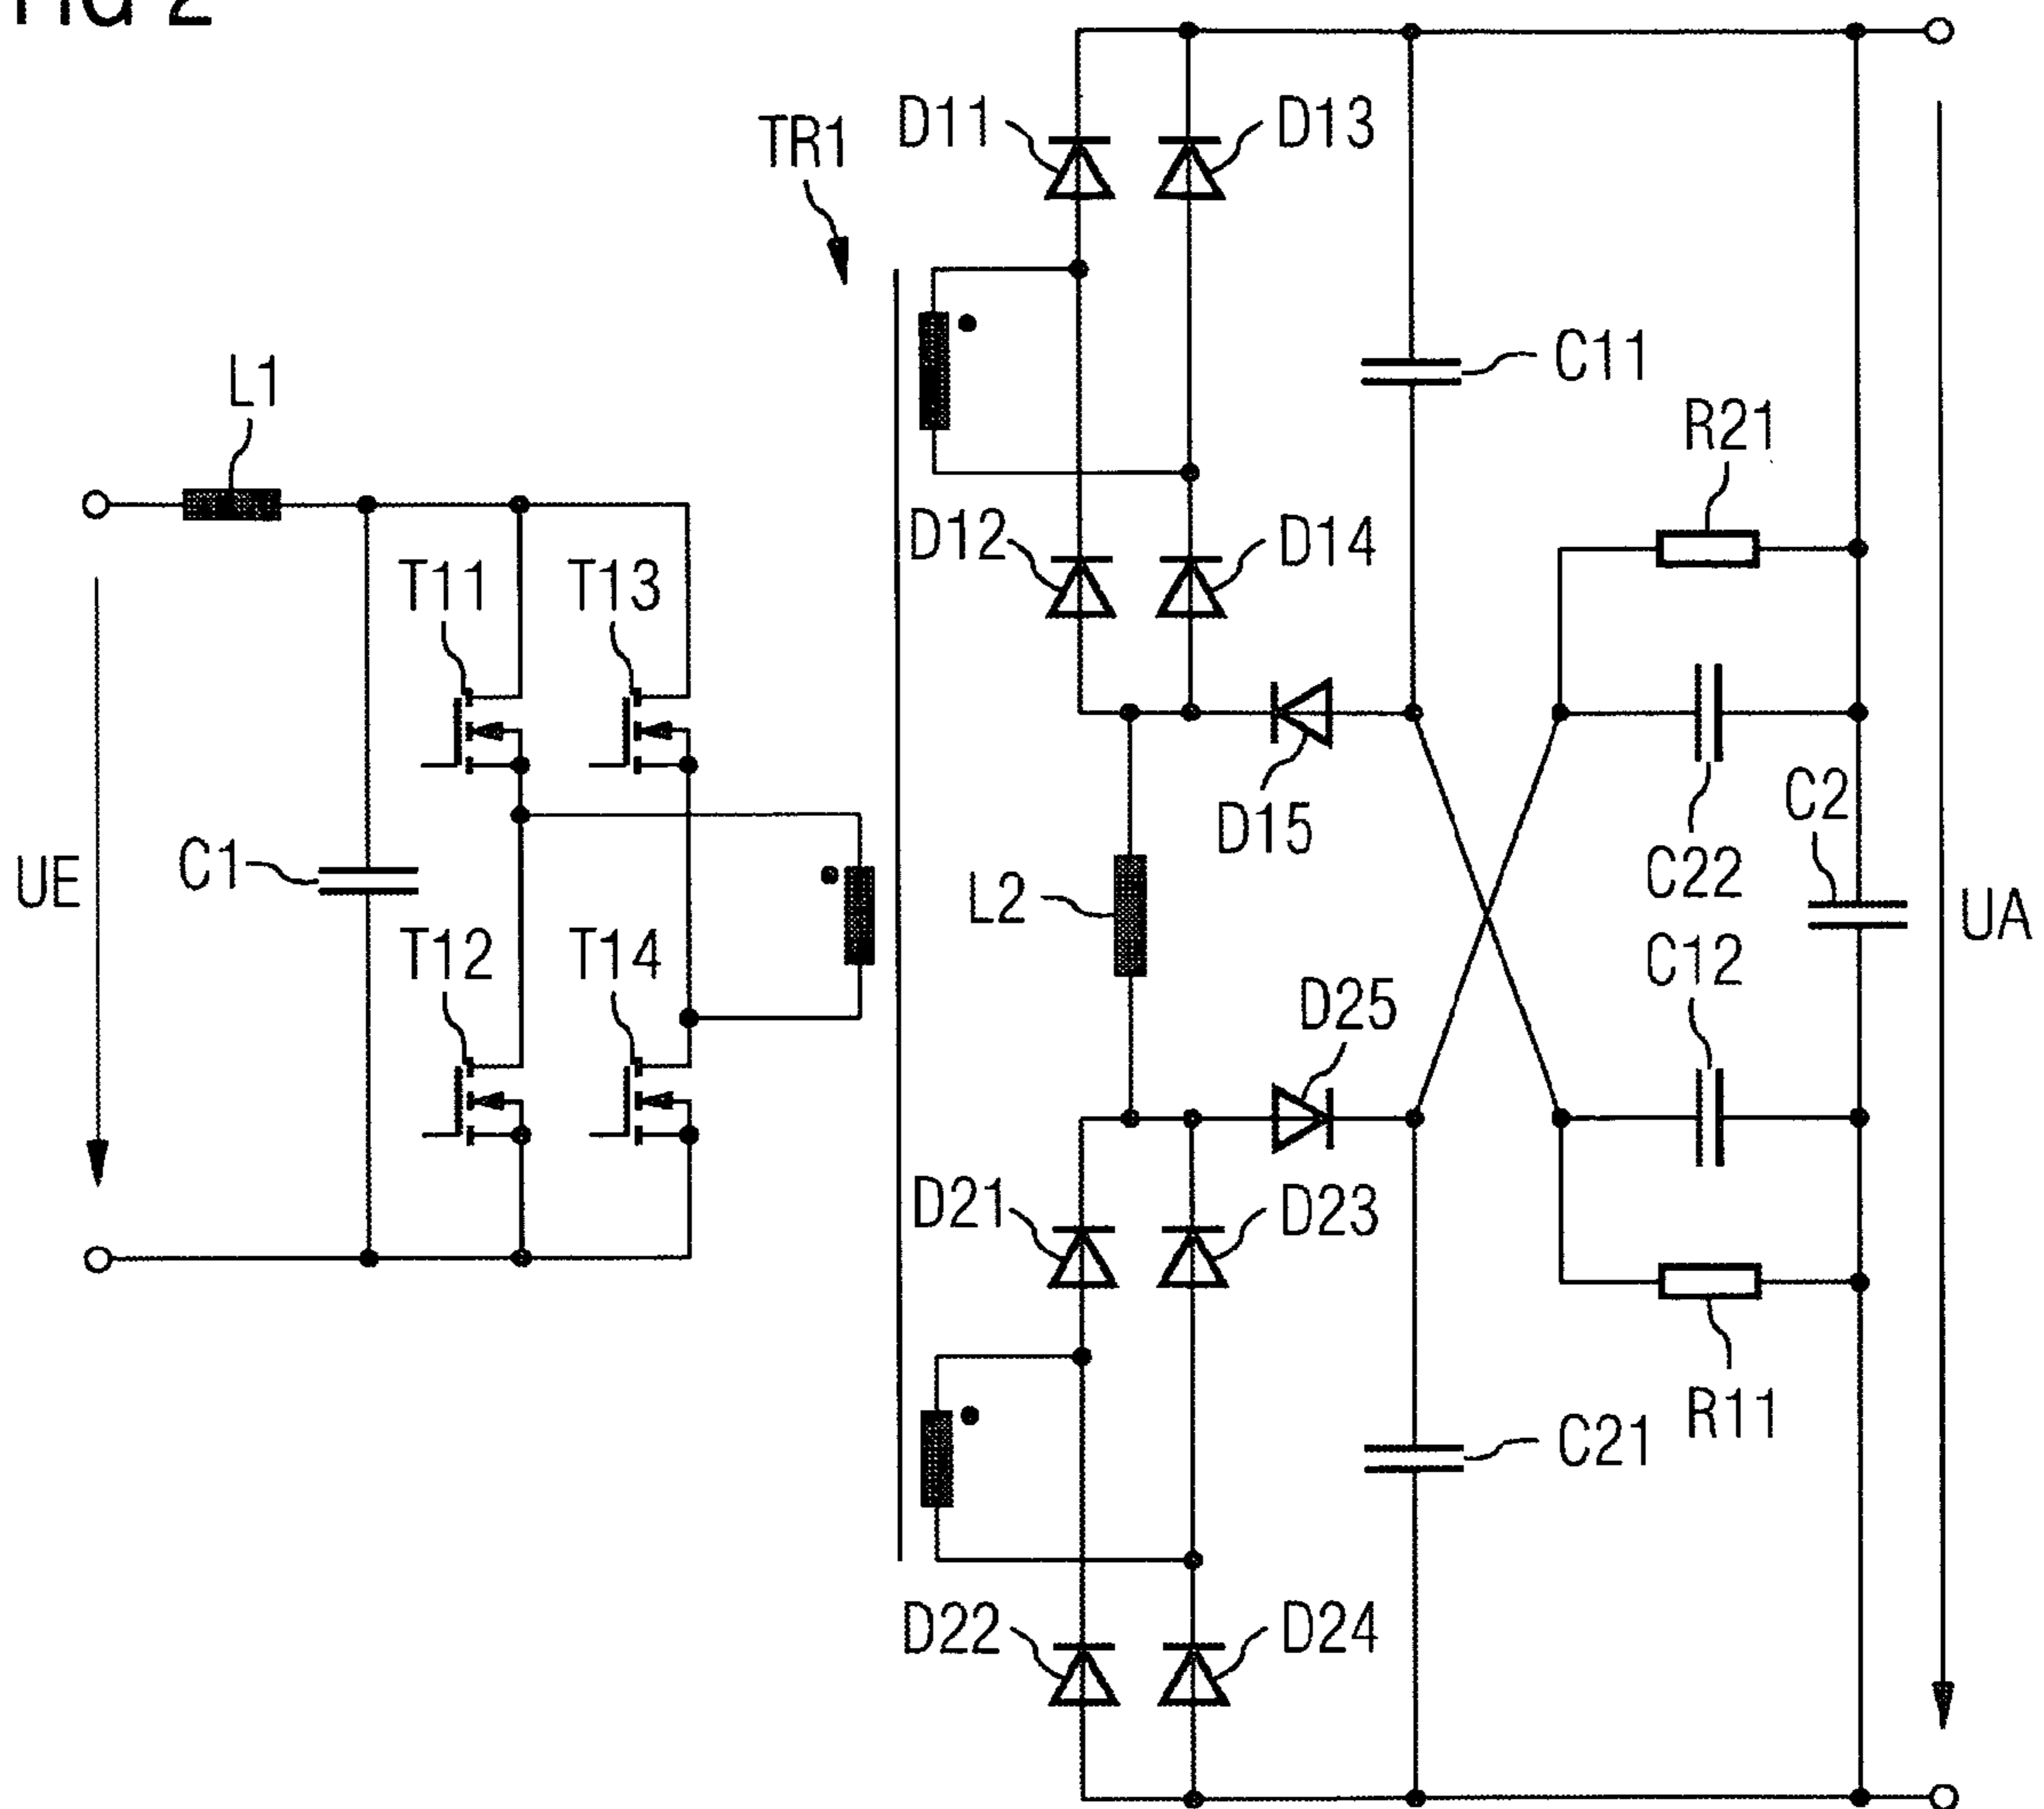 FIG 2
TR1
D11
D13
L1
C11
R21
D12
D14
T11
T13
C2
D15
C22
UE
C1
L2
UA
T12
T14
C12
D25
D21
D23
R11
C21
D22
D24